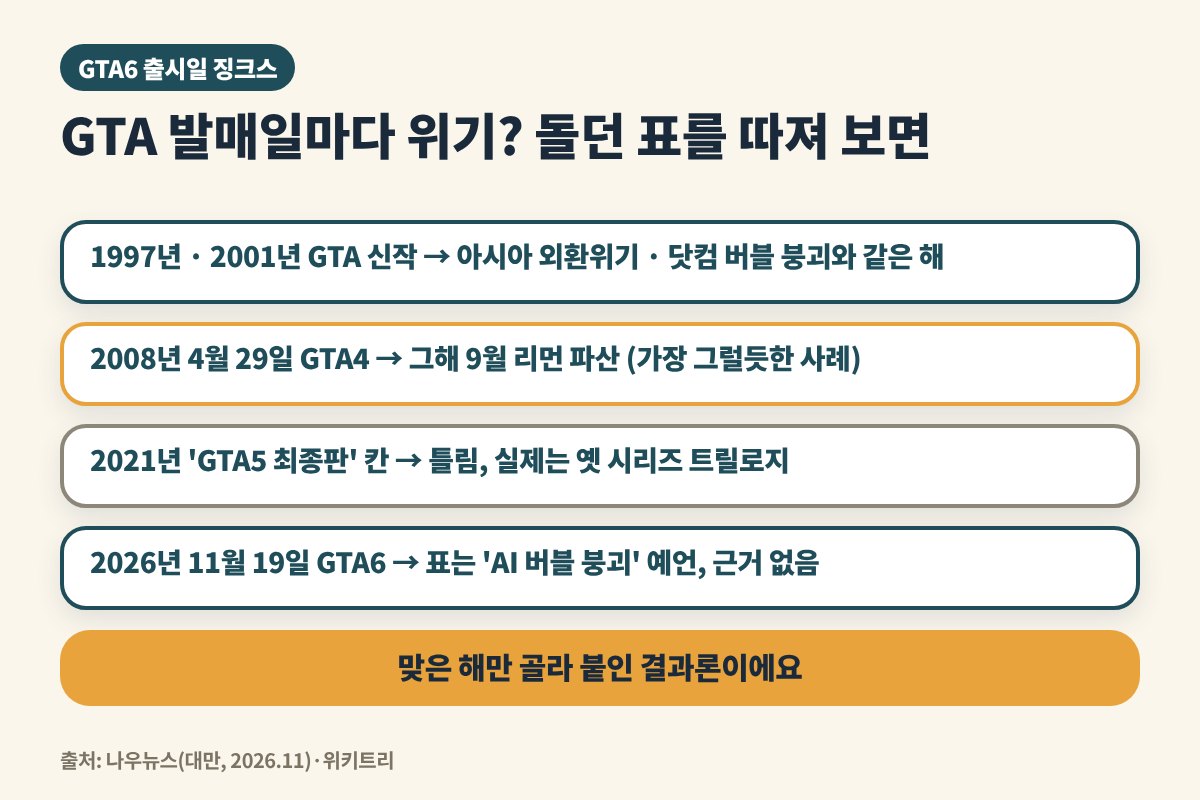 GTA6 출시일 징크스
GTA 발매일마다 위기? 돌던 표를 따져 보면
1997년 · 2001년 GTA 신작 → 아시아 외환위기 · 닷컴 버블 붕괴와 같은 해
2008년 4월 29일 GTA4 → 그해 9월 리먼 파산 (가장 그럴듯한 사례)
2021년 'GTA5 최종판' 칸 → 틀림, 실제는 옛 시리즈 트릴로지
2026년 11월 19일 GTA6 → 표는 'AI 버블 붕괴' 예언, 근거 없음
맞은 해만 골라 붙인 결과론이에요
출처: 나우뉴스(대만, 2026.11)·위키트리